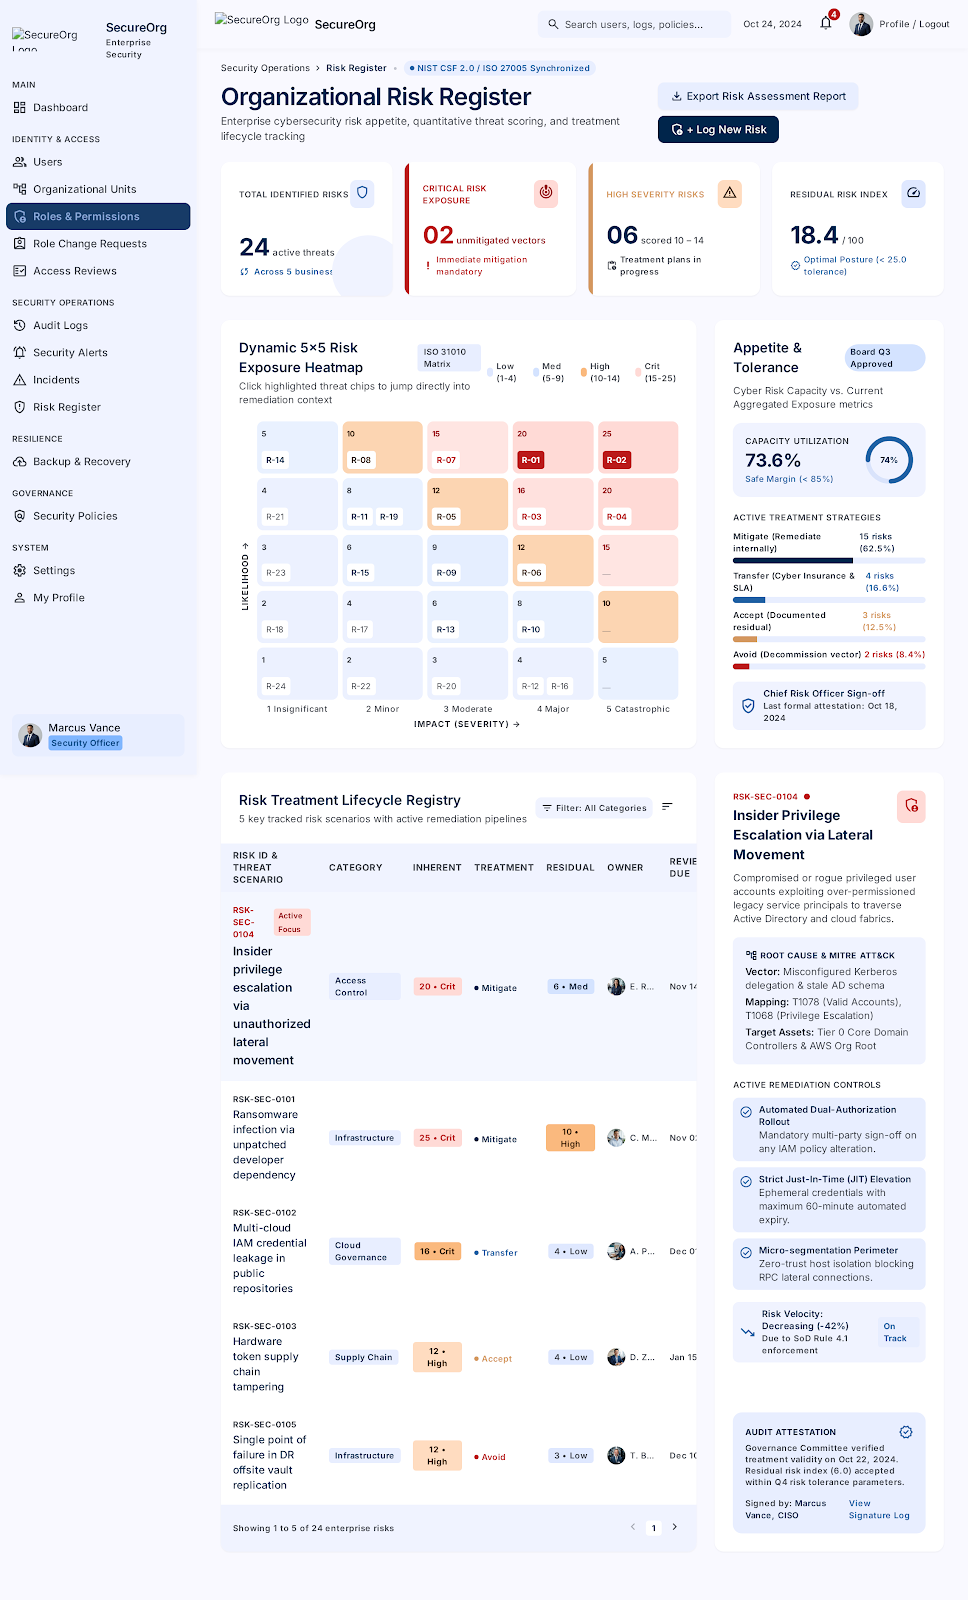 SecureOrg Logo
SecureOrg
Enterprise
Security
MAIN
Dashboard
IDENTITY & ACCESS
Users
Organizational Units
Roles & Permissions
Role Change Requests
Access Reviews
SECURITY OPERATIONS
Audit Logs
Security Alerts
Incidents
Risk Register
RESILIENCE
Backup & Recovery
GOVERNANCE
Security Policies
SYSTEM
Settings
My Profile
Marcus Vance
Security Officer
SecureOrg Logo SecureOrg
Search users, logs, policies...
Oct 24, 2024
4
Profile / Logout
Security Operations > Risk Register • NIST CSF 2.0 / ISO 27005 Synchronized
Organizational Risk Register
Enterprise cybersecurity risk appetite, quantitative threat scoring, and treatment
lifecycle tracking
Export Risk Assessment Report
+ Log New Risk
TOTAL IDENTIFIED RISKS
24 active threats
Across 5 business
CRITICAL RISK
EXPOSURE
02 unmitigated vectors
Immediate mitigation
mandatory
HIGH SEVERITY RISKS
06 scored 10 – 14
Treatment plans in
progress
RESIDUAL RISK INDEX
18.4 / 100
Optimal Posture (< 25.0
tolerance)
Dynamic 5×5 Risk
Exposure Heatmap
Click highlighted threat chips to jump directly into
remediation context
ISO 31010
Matrix
Low
(1-4)
Med
(5-9)
High
(10-14)
Crit
(15-25)
LIKELIHOOD →
5 10 15 20 25
R-14 R-08 R-07 R-01 R-02
4 8 12 16 20
R-21 R-11 R-19 R-05 R-03 R-04
3 6 9 12 15
R-23 R-15 R-09 R-06 —
2 4 6 8 10
R-18 R-17 R-13 R-10 —
1 2 3 4 5
R-24 R-22 R-20 R-12 R-16 —
1 Insignificant 2 Minor 3 Moderate 4 Major 5 Catastrophic
IMPACT (SEVERITY) →
Appetite &
Tolerance
Board Q3
Approved
Cyber Risk Capacity vs. Current
Aggregated Exposure metrics
CAPACITY UTILIZATION
73.6%
Safe Margin (< 85%)
74%
ACTIVE TREATMENT STRATEGIES
Mitigate (Remediate
internally)
15 risks
(62.5%)
Transfer (Cyber Insurance &
SLA)
4 risks
(16.6%)
Accept (Documented
residual)
3 risks
(12.5%)
Avoid (Decommission vector) 2 risks (8.4%)
Chief Risk Officer Sign-off
Last formal attestation: Oct 18,
2024
Risk Treatment Lifecycle Registry
5 key tracked risk scenarios with active remediation pipelines
Filter: All Categories
RISK ID &
THREAT
SCENARIO
CATEGORY INHERENT TREATMENT RESIDUAL OWNER
REVIE
DUE
RSK-
SEC-
0104
Active
Focus
Insider
privilege
escalation
via
unauthorized
lateral
movement
Access
Control
20 • Crit
Mitigate
6 • Med
E. R...
Nov 14
RSK-SEC-0101
Ransomware
infection via
unpatched
developer
dependency
Infrastructure
25 • Crit
Mitigate
10 •
High
C. M...
Nov 0
RSK-SEC-0102
Multi-cloud
IAM credential
leakage in
public
repositories
Cloud
Governance
16 • Crit
Transfer
4 • Low
A. P...
Dec 0
RSK-SEC-0103
Hardware
token supply
chain
tampering
Supply Chain
12 •
High
Accept
4 • Low
D. Z...
Jan 15
RSK-SEC-0105
Single point of
failure in DR
offsite vault
replication
Infrastructure
12 •
High
Avoid
3 • Low
T. B...
Dec 10
Showing 1 to 5 of 24 enterprise risks
< 1 >
RSK-SEC-0104
Insider Privilege
Escalation via Lateral
Movement
Compromised or rogue privileged user
accounts exploiting over-permissioned
legacy service principals to traverse
Active Directory and cloud fabrics.
ROOT CAUSE & MITRE ATT&CK
Vector: Misconfigured Kerberos
delegation & stale AD schema
Mapping: T1078 (Valid Accounts),
T1068 (Privilege Escalation)
Target Assets: Tier 0 Core Domain
Controllers & AWS Org Root
ACTIVE REMEDIATION CONTROLS
Automated Dual-Authorization
Rollout
Mandatory multi-party sign-off on
any IAM policy alteration.
Strict Just-In-Time (JIT) Elevation
Ephemeral credentials with
maximum 60-minute automated
expiry.
Micro-segmentation Perimeter
Zero-trust host isolation blocking
RPC lateral connections.
Risk Velocity:
Decreasing (-42%)
Due to SoD Rule 4.1
enforcement
On
Track
AUDIT ATTESTATION
Governance Committee verified
treatment validity on Oct 22, 2024.
Residual risk index (6.0) accepted
within Q4 risk tolerance parameters.
Signed by: Marcus
Vance, CISO
View
Signature Log